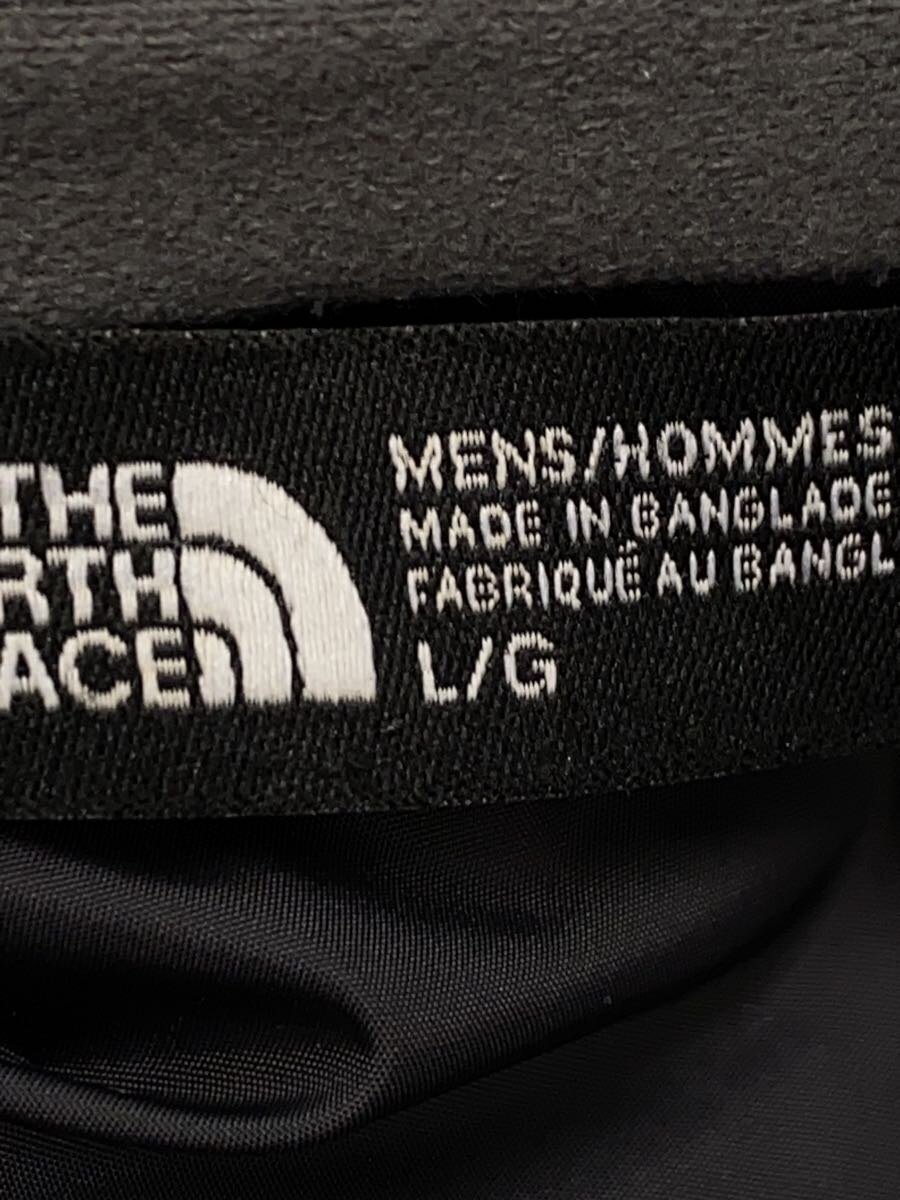 THE
RTH
ACE
MENS/HOMMES
MADE IN BANGLADE
FABRIQUÉ AU BANGL
L/G